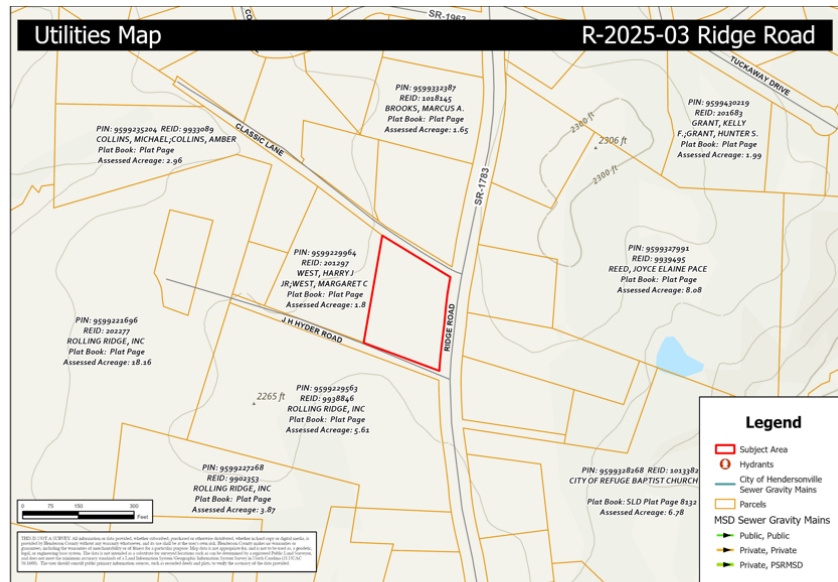 Utilities Map
R-2025-03 Ridge Road
SR-1963
TUCKAWAY DRIVE
PIN: 9599332387
REID: 1018145
BROOKS, MARCUS A.
Plat Book: Plat Page
Assessed Acreage: 1.65
PIN: 9599430219
REID: 201683
GRANT, KELLY
F.;GRANT, HUNTER S.
Plat Book: Plat Page
Assessed Acreage: 1.99
PIN: 9599235204 REID: 9933089
COLLINS, MICHAEL;COLLINS, AMBER
Plat Book: Plat Page
Assessed Acreage: 1.96
CLASSIC LANE
2300 ft
2306 ft
2300 ft
SR-1783
PIN: 9599229964
REID: 201297
WEST, HARRY J
JR;WEST, MARGARET C
Plat Book: Plat Page
Assessed Acreage: 1.8
PIN: 9599327991
REID: 9939495
REED, JOYCE ELAINE PACE
Plat Book: Plat Page
Assessed Acreage: 8.08
J H HYDER ROAD
RIDGE ROAD
PIN: 9599221696
REID: 202277
ROLLING RIDGE, INC
Plat Book: Plat Page
Assessed Acreage: 18.16
2265 ft
PIN: 9599229563
REID: 9938846
ROLLING RIDGE, INC
Plat Book: Plat Page
Assessed Acreage: 5.61
PIN: 9599227268
REID: 9902353
ROLLING RIDGE, INC
Plat Book: Plat Page
Assessed Acreage: 3.87
PIN: 9599328268 REID: 1013382
CITY OF REFUGE BAPTIST CHURCH
Plat Book: SLD Plat Page 8132
Assessed Acreage: 6.78
Legend
Subject Area
Hydrants
City of Hendersonville
Sewer Gravity Mains
Parcels
MSD Sewer Gravity Mains
Public, Public
Private, Private
Private, PSRMSD
0 75 150 300
Feet